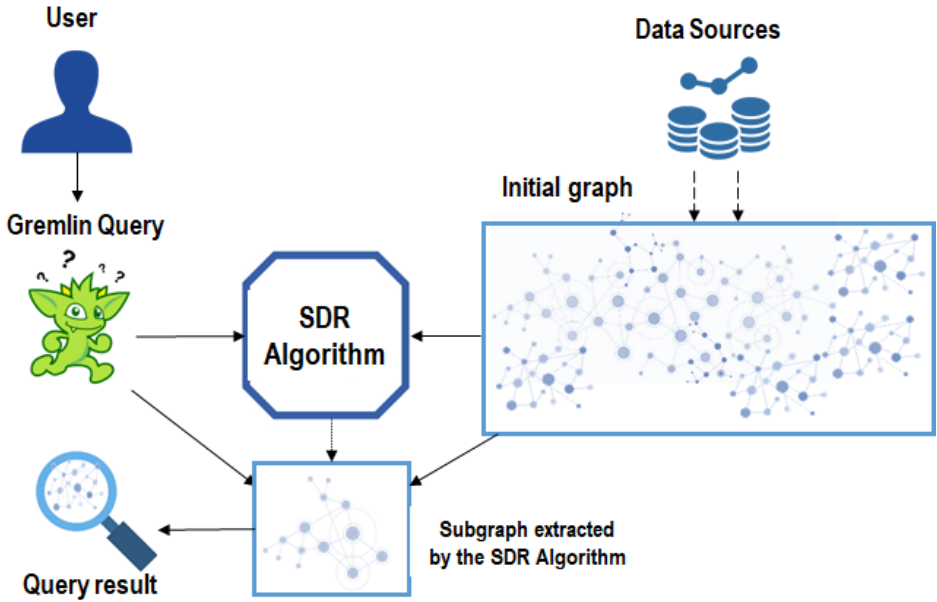 User
Data Sources
Initial graph
Gremlin Query
? ? ? ?
SDR
Algorithm
Subgraph extracted
by the SDR Algorithm
Query result